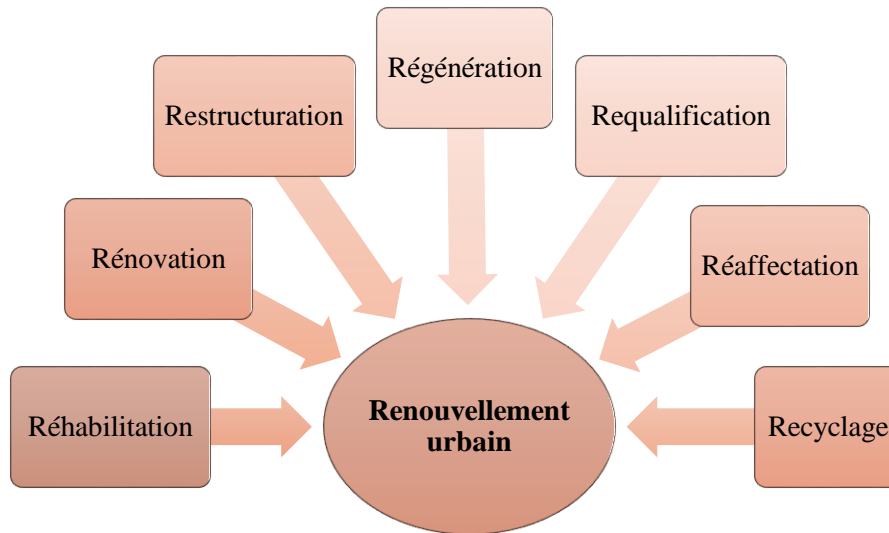 Régénération
Restructuration
Requalification
Rénovation
Réaffectation
Réhabilitation
Renouvellement
urbain
Recyclage